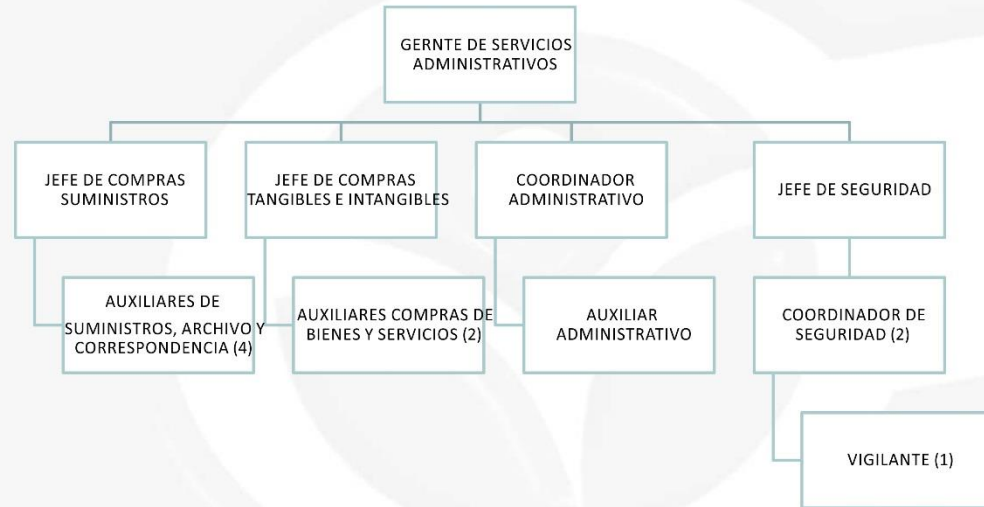 GERNTE DE SERVICIOS
ADMINISTRATIVOS
JEFE DE COMPRAS
SUMINISTROS
JEFE DE COMPRAS
TANGIBLES E INTANGIBLES
COORDINADOR
ADMINISTRATIVO
JEFE DE SEGURIDAD
AUXILIARES DE
SUMINISTROS, ARCHIVO Y
CORRESPONDENCIA (4)
AUXILIARES COMPRAS DE
BIENES Y SERVICIOS (2)
AUXILIAR
ADMINISTRATIVO
COORDINADOR DE
SEGURIDAD (2)
VIGILANTE (1)